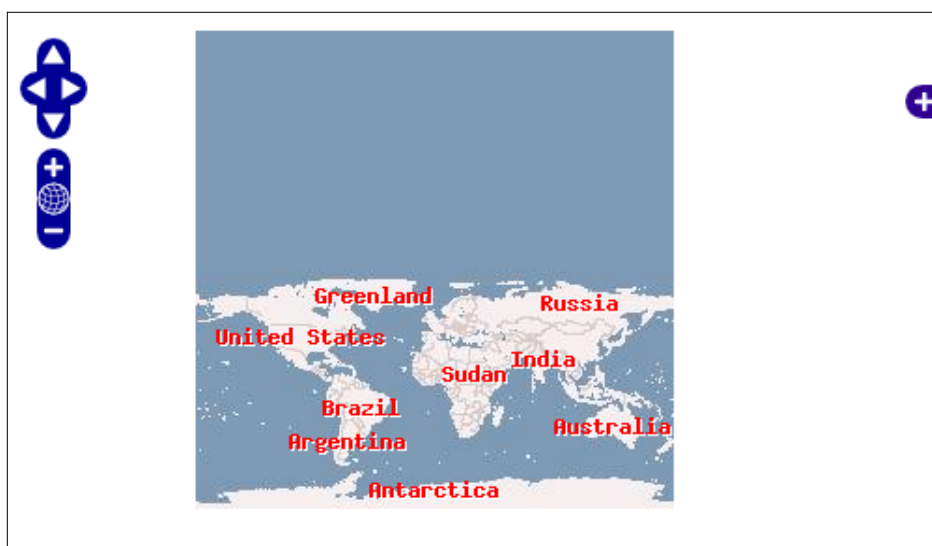 Greenland
Russia
United States
India
Sudan
Brazil
Australia
Argentina
Antarctica